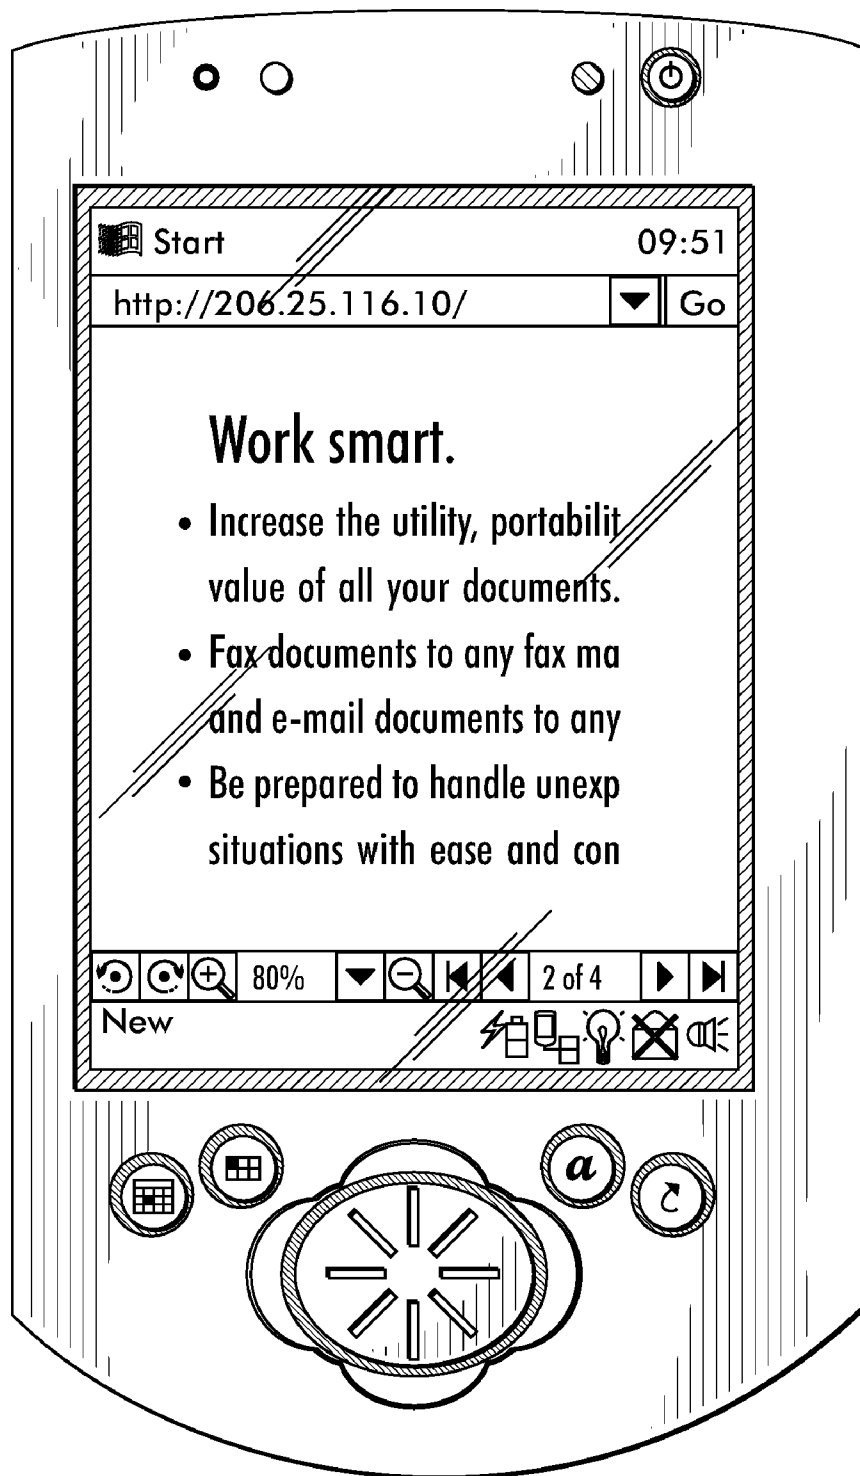 Start 09:51
http://206.25.116.10/ Go
Work smart.
• Increase the utility, portabilit
value of all your documents.
• Fax documents to any fax ma
and e-mail documents to any
• Be prepared to handle unexp
situations with ease and con
80% 2 of 4
New
a